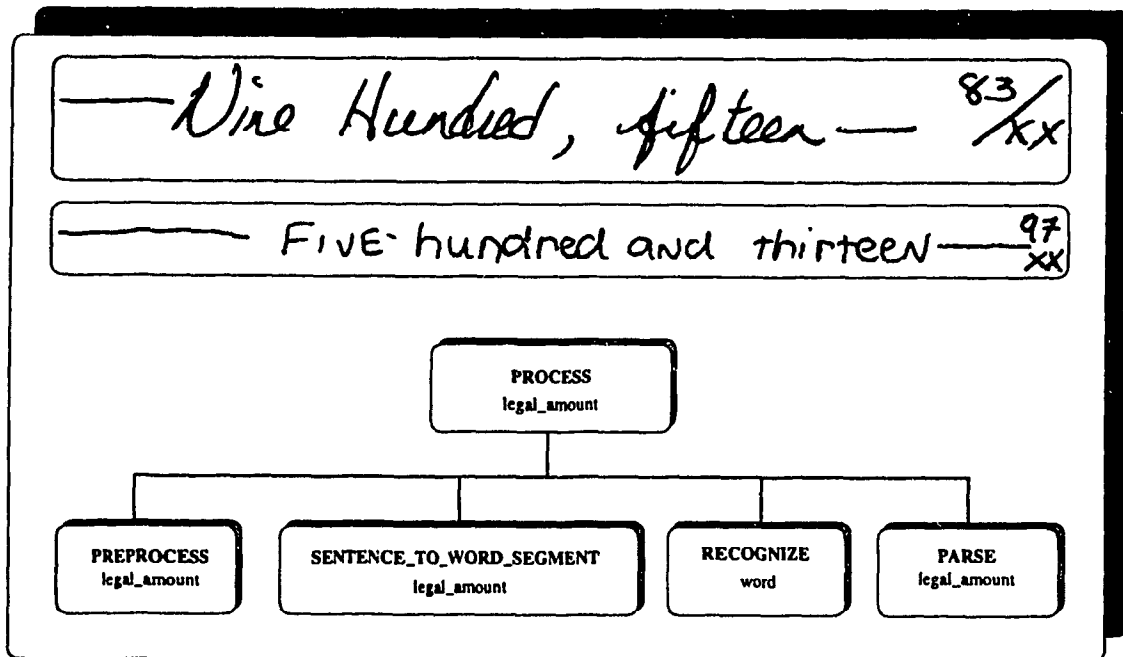 Nine Hundred, fifteen — 83/xx
FIVE-hundred and thirteen — 97/xx
PROCESS
legal_amount
PREPROCESS
legal_amount
SENTENCE_TO_WORD_SEGMENT
legal_amount
RECOGNIZE
word
PARSE
legal_amount